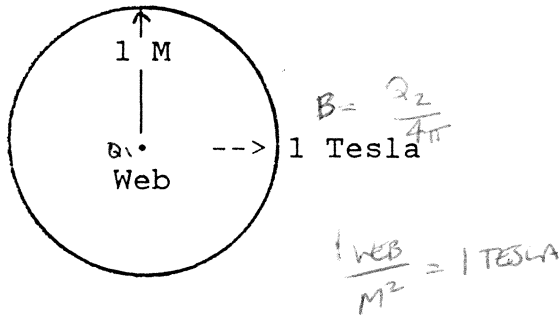 1 M
B = Q2
4π
Q1 • --> 1 Tesla
Web
1 WEB = 1 TESLA
M²